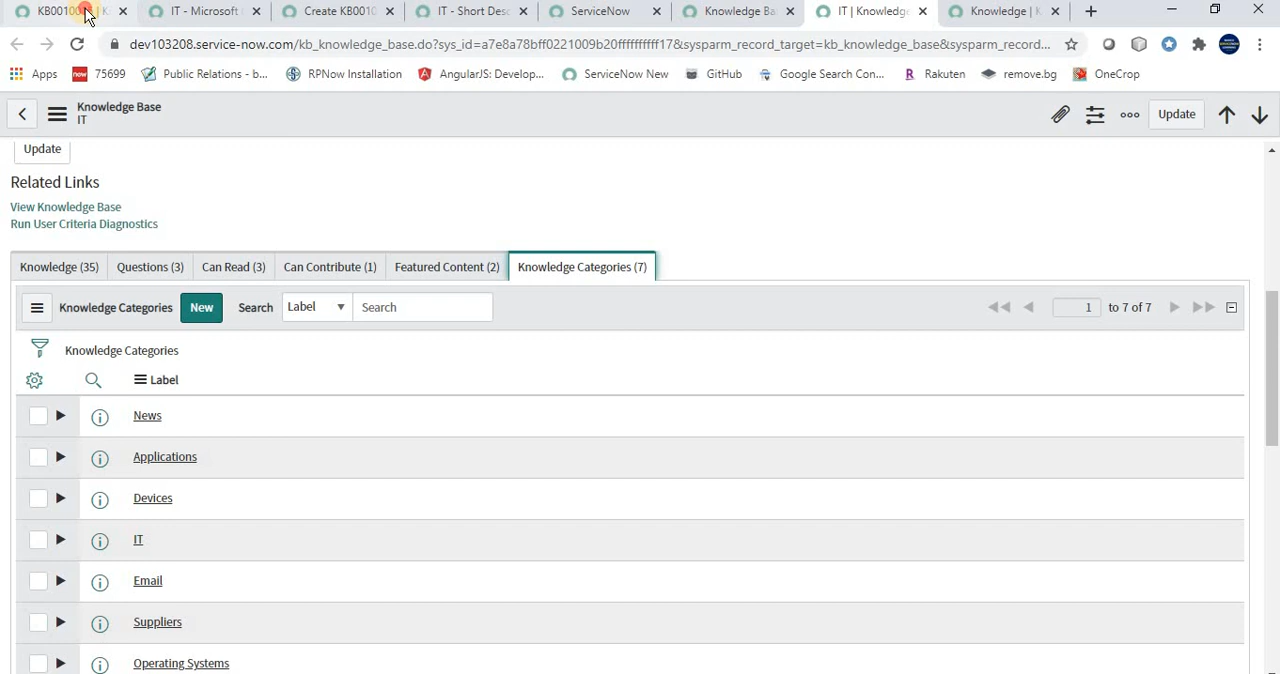 KB00100 IT - Microsoft Create KB0010 IT - Short Desc ServiceNow Knowledge Ba IT | Knowledge Knowledge | K
dev103208.service-now.com/kb_knowledge_base.do?sys_id=a7e8a78bff0221009b20ffffffffff17&sysparm_record_target=kb_knowledge_base&sysparm_record...
Apps now 75699 Public Relations - b... RPNow Installation AngularJS: Develop... ServiceNow New GitHub Google Search Con... R Rakuten remove.bg OneCrop
Knowledge Base
IT
Update
Update
Related Links
View Knowledge Base
Run User Criteria Diagnostics
Knowledge (35) Questions (3) Can Read (3) Can Contribute (1) Featured Content (2) Knowledge Categories (7)
Knowledge Categories New Search Label Search 1 to 7 of 7
Knowledge Categories
Label
News
Applications
Devices
IT
Email
Suppliers
Operating Systems